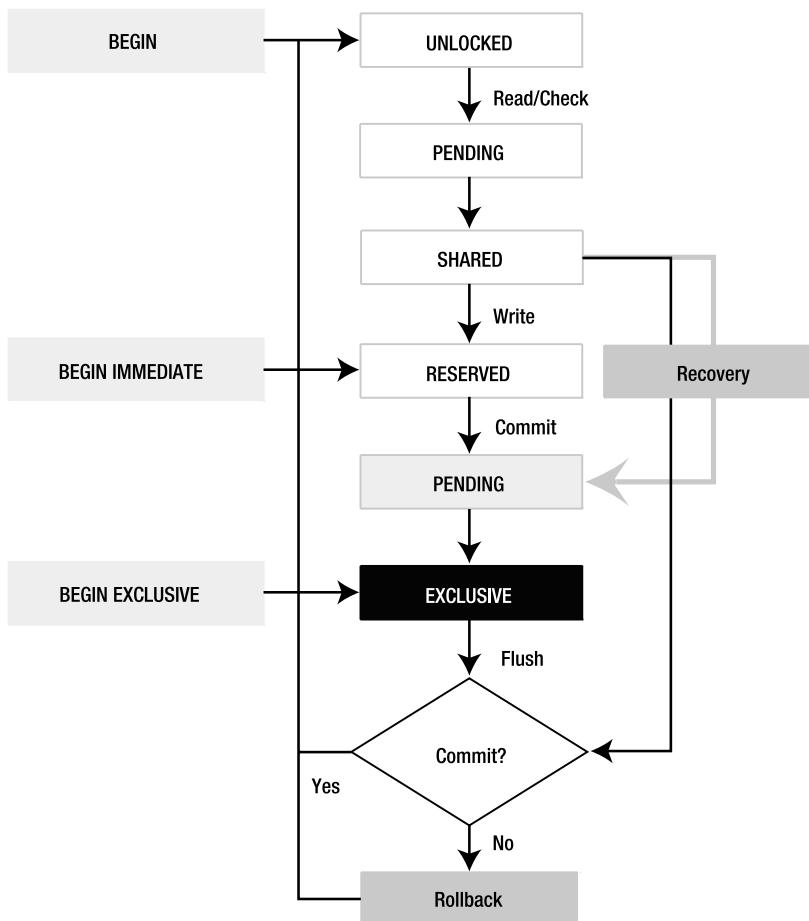 BEGIN
UNLOCKED
Read/Check
PENDING
SHARED
Write
BEGIN IMMEDIATE
RESERVED
Recovery
Commit
PENDING
BEGIN EXCLUSIVE
EXCLUSIVE
Flush
Commit?
Yes
No
Rollback